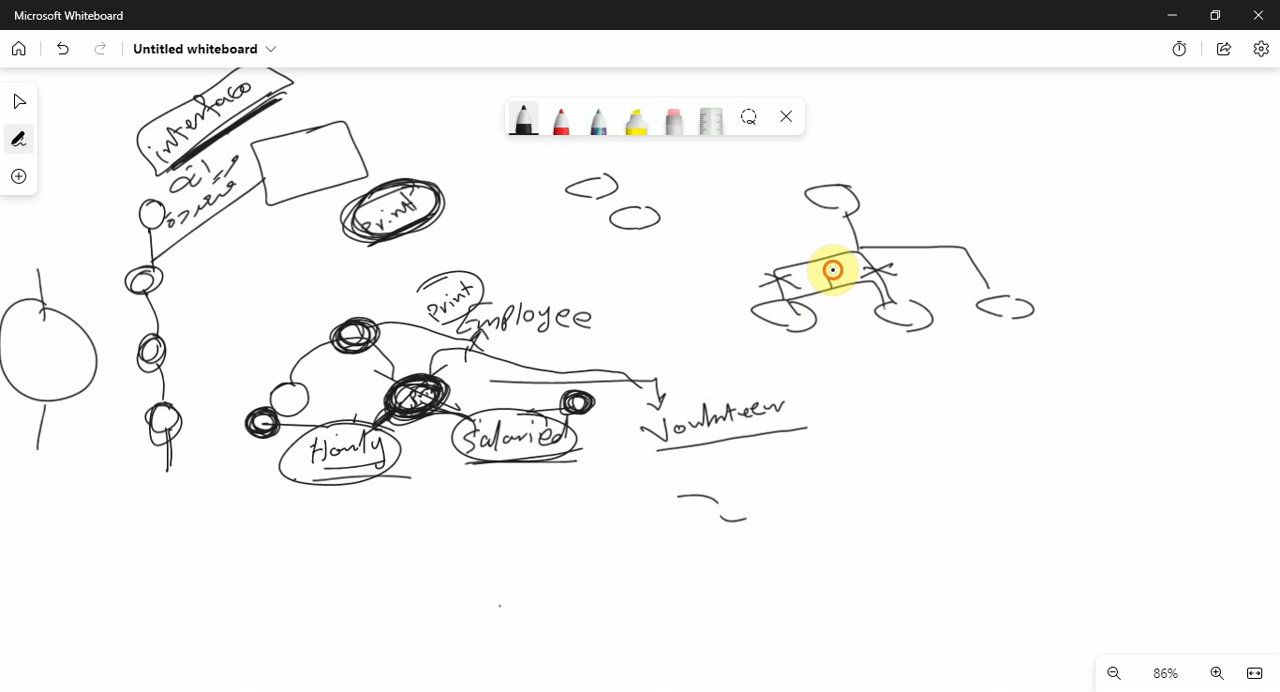 Microsoft Whiteboard
Untitled whiteboard
interface
Print
Print
Employee
Hourly
Salaried
Volunteer
86%